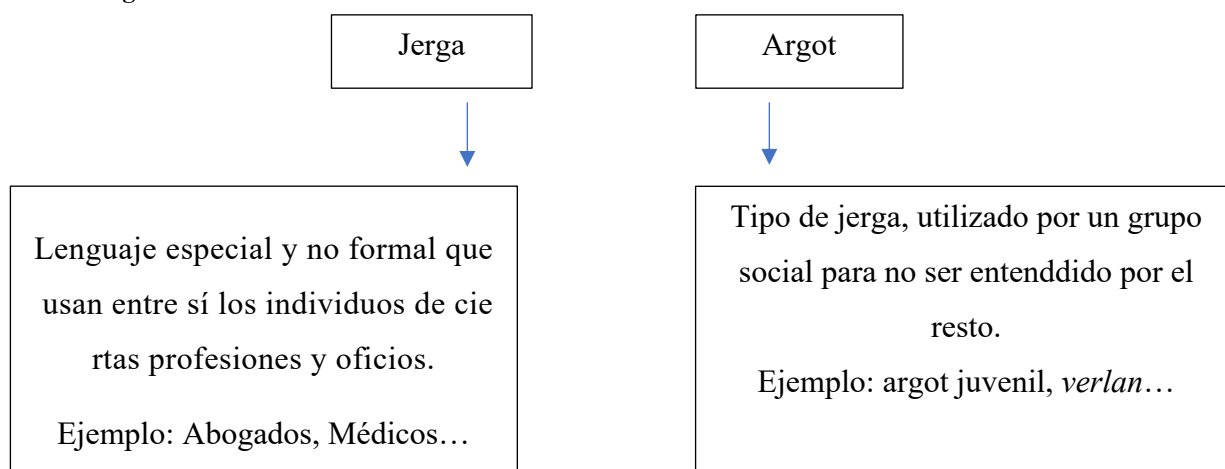 Jerga
Argot
Lenguaje especial y no formal que
usan entre sí los individuos de cie
rtas profesiones y oficios.
Ejemplo: Abogados, Médicos…
Tipo de jerga, utilizado por un grupo
social para no ser entenddido por el
resto.
Ejemplo: argot juvenil, verlan…